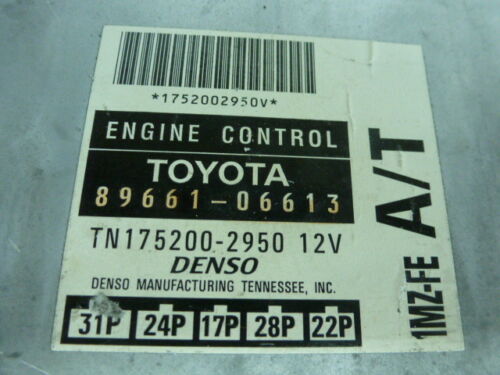 *1752002950V*
ENGINE CONTROL
TOYOTA
89661-06613
TN175200-2950 12V
DENSO
DENSO MANUFACTURING TENNESSEE, INC.
31P 24P 17P 28P 22P
A/T
1MZ-FE